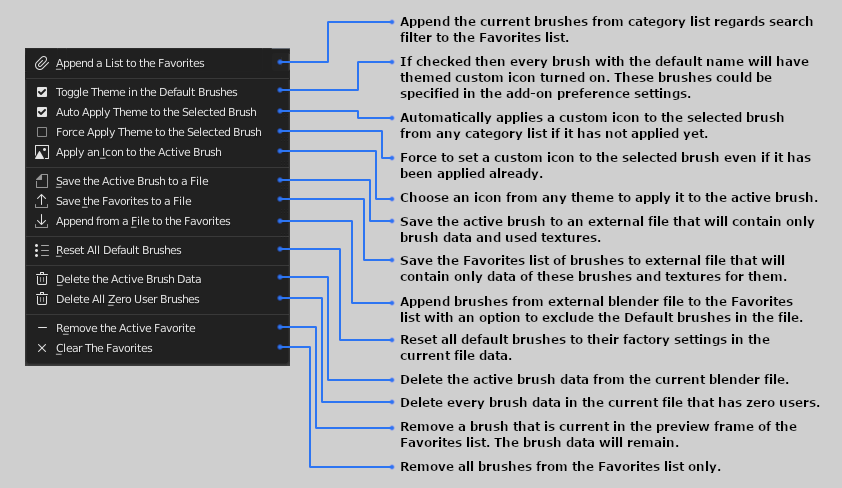 Append a List to the Favorites
Toggle Theme in the Default Brushes
Auto Apply Theme to the Selected Brush
Force Apply Theme to the Selected Brush
Apply an Icon to the Active Brush
Save the Active Brush to a File
Save the Favorites to a File
Append from a File to the Favorites
Reset All Default Brushes
Delete the Active Brush Data
Delete All Zero User Brushes
Remove the Active Favorite
Clear The Favorites
Append the current brushes from category list regards search
filter to the Favorites list.
If checked then every brush with the default name will have
themed custom icon turned on. These brushes could be
specified in the add-on preference settings.
Automatically applies a custom icon to the selected brush
from any category list if it has not applied yet.
Force to set a custom icon to the selected brush even if it has
been applied already.
Choose an icon from any theme to apply it to the active brush.
Save the active brush to an external file that will contain only
brush data and used textures.
Save the Favorites list of brushes to external file that will
contain only data of these brushes and textures for them.
Append brushes from external blender file to the Favorites
list with an option to exclude the Default brushes in the file.
Reset all default brushes to their factory settings in the
current file data.
Delete the active brush data from the current blender file.
Delete every brush data in the current file that has zero users.
Remove a brush that is current in the preview frame of the
Favorites list. The brush data will remain.
Remove all brushes from the Favorites list only.